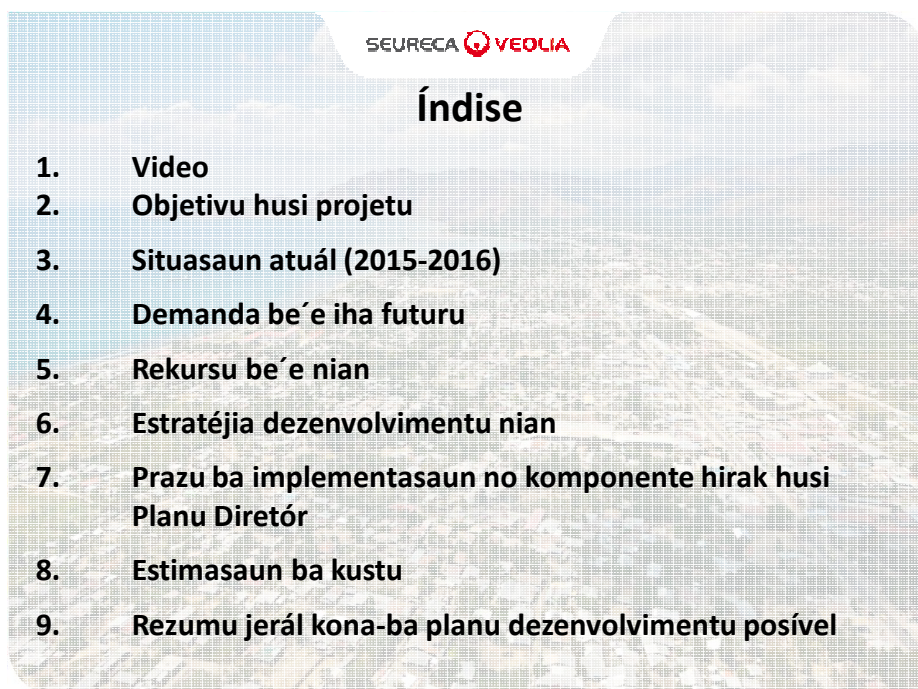 SEURECA VEOLIA
Índise
1. Video
2. Objetivu husi projetu
3. Situasaun atuál (2015-2016)
4. Demanda be´e iha futuru
5. Rekursu be´e nian
6. Estratéjia dezenvolvimentu nian
7. Prazu ba implementasaun no komponente hirak husi
Planu Diretór
8. Estimasaun ba kustu
9. Rezumu jerál kona-ba planu dezenvolvimentu posível